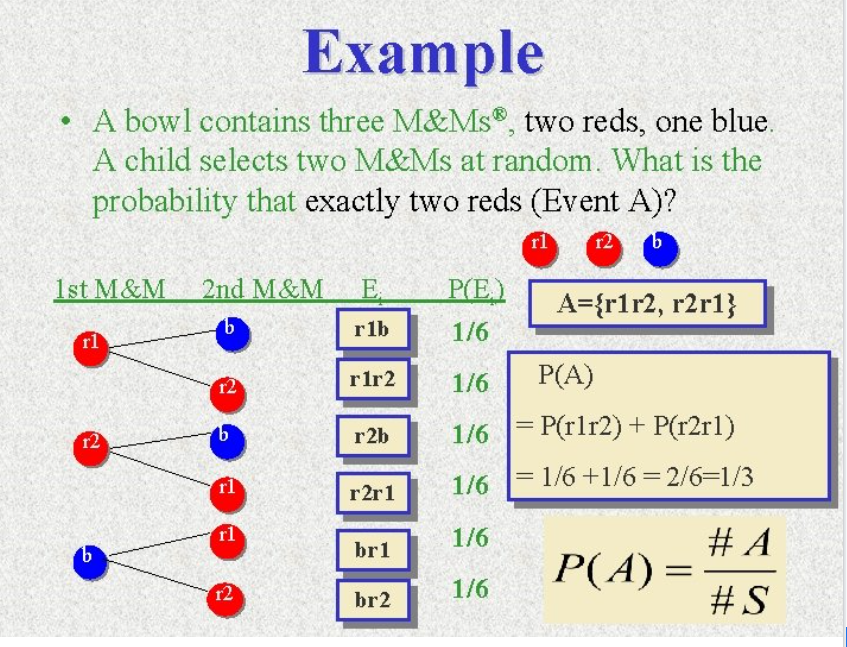 Example
• A bowl contains three M&Ms®, two reds, one blue.
A child selects two M&Ms at random. What is the
probability that exactly two reds (Event A)?
r1 r2 b
1st M&M 2nd M&M Ei P(Ei)
A={r1r2, r2r1}
r1 b r1b 1/6
r2 r1r2 1/6
P(A)
r2 b r2b 1/6
= P(r1r2) + P(r2r1)
r1 r2r1 1/6
= 1/6 +1/6 = 2/6=1/3
b r1 br1 1/6
r2 br2 1/6
P(A) = # A / # S